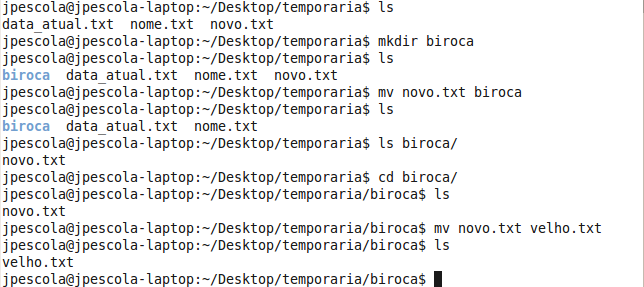 jpescola@jpescola-laptop:~/Desktop/temporaria$ ls
data_atual.txt  nome.txt  novo.txt
jpescola@jpescola-laptop:~/Desktop/temporaria$ mkdir biroca
jpescola@jpescola-laptop:~/Desktop/temporaria$ ls
biroca  data_atual.txt  nome.txt  novo.txt
jpescola@jpescola-laptop:~/Desktop/temporaria$ mv novo.txt biroca
jpescola@jpescola-laptop:~/Desktop/temporaria$ ls
biroca  data_atual.txt  nome.txt
jpescola@jpescola-laptop:~/Desktop/temporaria$ ls biroca/
novo.txt
jpescola@jpescola-laptop:~/Desktop/temporaria$ cd biroca/
jpescola@jpescola-laptop:~/Desktop/temporaria/biroca$ ls
novo.txt
jpescola@jpescola-laptop:~/Desktop/temporaria/biroca$ mv novo.txt velho.txt
jpescola@jpescola-laptop:~/Desktop/temporaria/biroca$ ls
velho.txt
jpescola@jpescola-laptop:~/Desktop/temporaria/biroca$